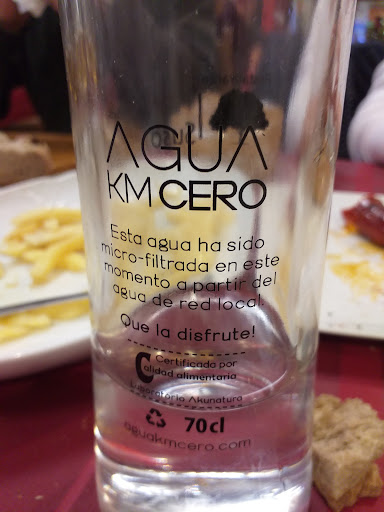 AGUA
KM CERO
Esta agua ha sido
micro-filtrada en este
momento a partir del
agua de red local.
Que la disfrute!
Certificada por
Calidad alimentaria
Laboratorio Akunatura
70cl
aguakmcero.com